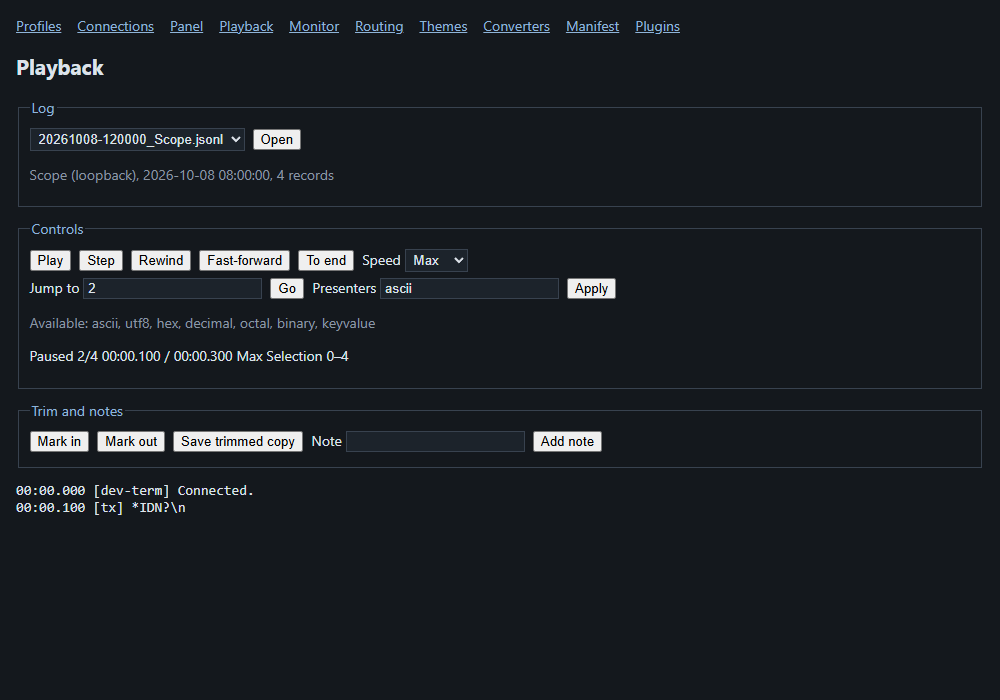 Profiles Connections Panel Playback Monitor Routing Themes Converters Manifest Plugins
Playback
Log
20261008-120000_Scope.jsonl Open
Scope (loopback), 2026-10-08 08:00:00, 4 records
Controls
Play Step Rewind Fast-forward To end Speed Max
Jump to 2 Go Presenters ascii Apply
Available: ascii, utf8, hex, decimal, octal, binary, keyvalue
Paused 2/4 00:00.100 / 00:00.300 Max Selection 0–4
Trim and notes
Mark in Mark out Save trimmed copy Note Add note
00:00.000 [dev-term] Connected.
00:00.100 [tx] *IDN?\n